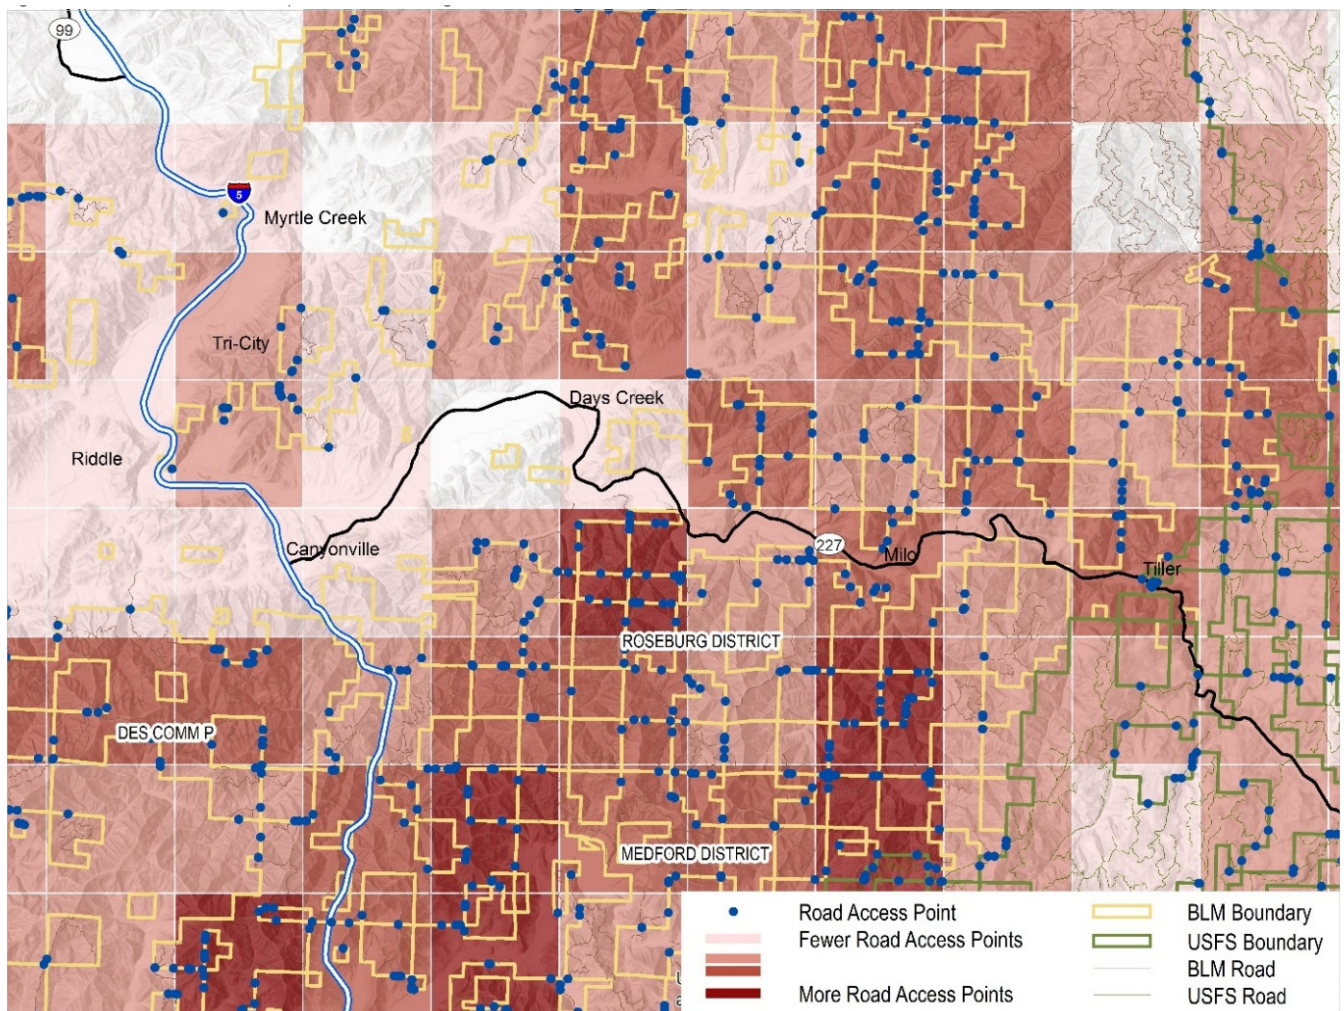 99
5
Myrtle Creek
Tri-City
Days Creek
Riddle
Canyonville
227
Milo
Tiller
ROSEBURG DISTRICT
DES COMM P
MEDFORD DISTRICT
Road Access Point
BLM Boundary
Fewer Road Access Points
USFS Boundary
BLM Road
More Road Access Points
USFS Road